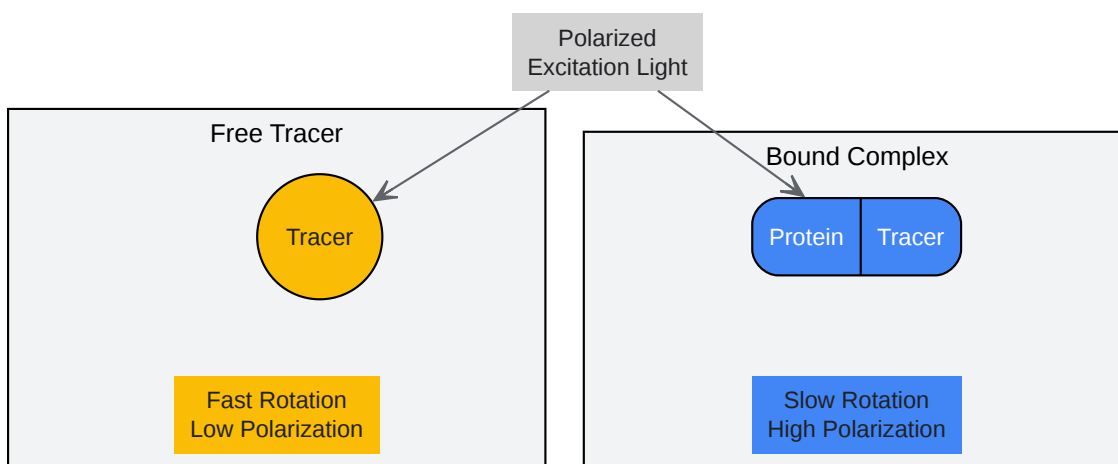 Polarized
Excitation Light
Free Tracer
Bound Complex
Tracer
Protein
Tracer
Fast Rotation
Low Polarization
Slow Rotation
High Polarization